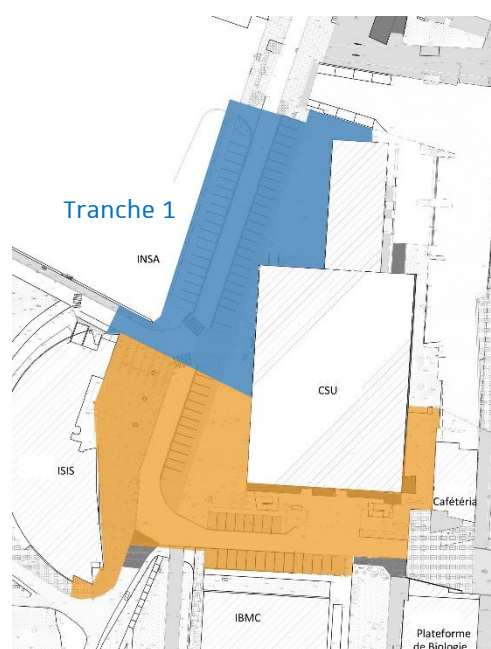 Tranche 1
INSA
CSU
ISIS
Cafétéria
IBMC
Plateforme
de Biologie